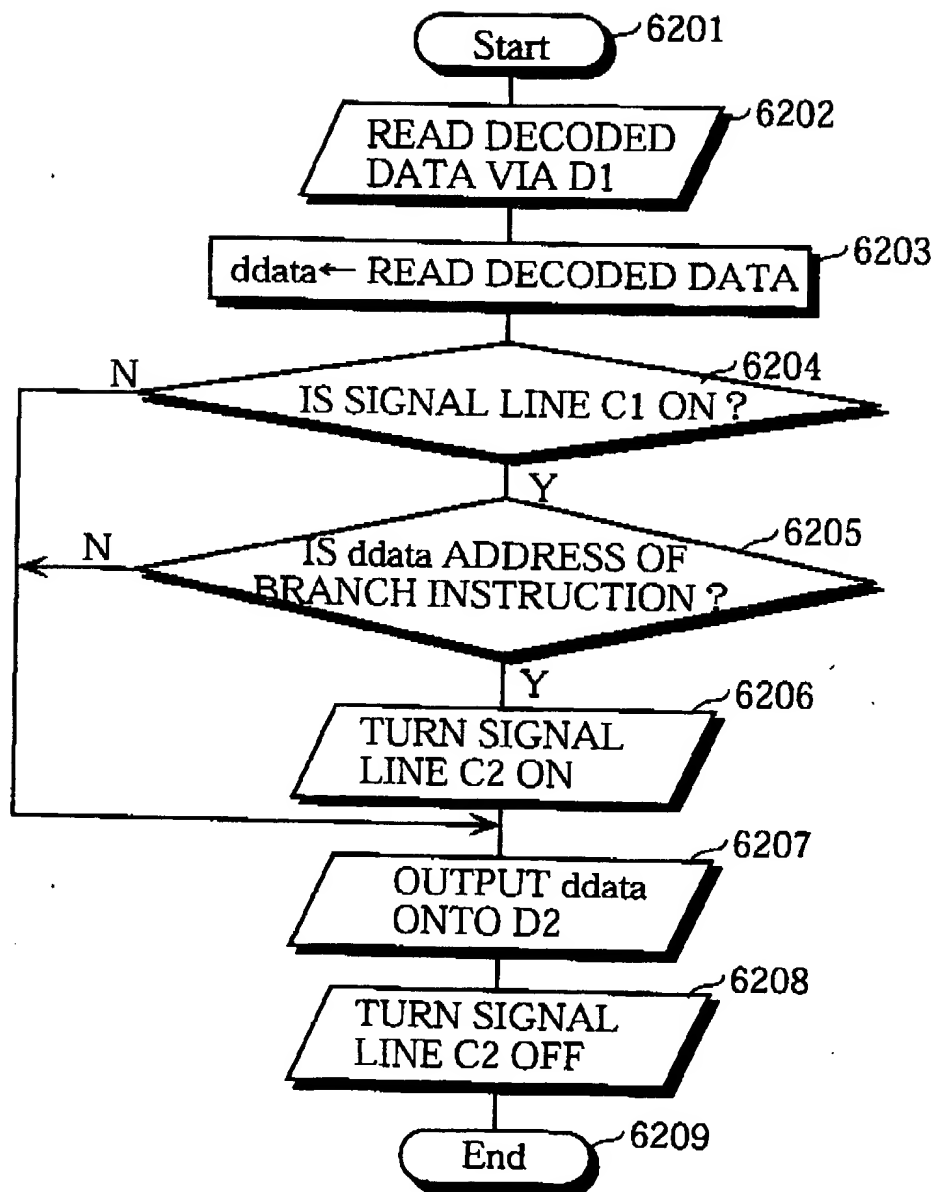 Start
6201
READ DECODED
DATA VIA D1
6202
ddata← READ DECODED DATA
6203
N
IS SIGNAL LINE C1 ON ?
6204
Y
N
IS ddata ADDRESS OF
BRANCH INSTRUCTION ?
6205
Y
TURN SIGNAL
LINE C2 ON
6206
OUTPUT ddata
ONTO D2
6207
TURN SIGNAL
LINE C2 OFF
6208
End
6209